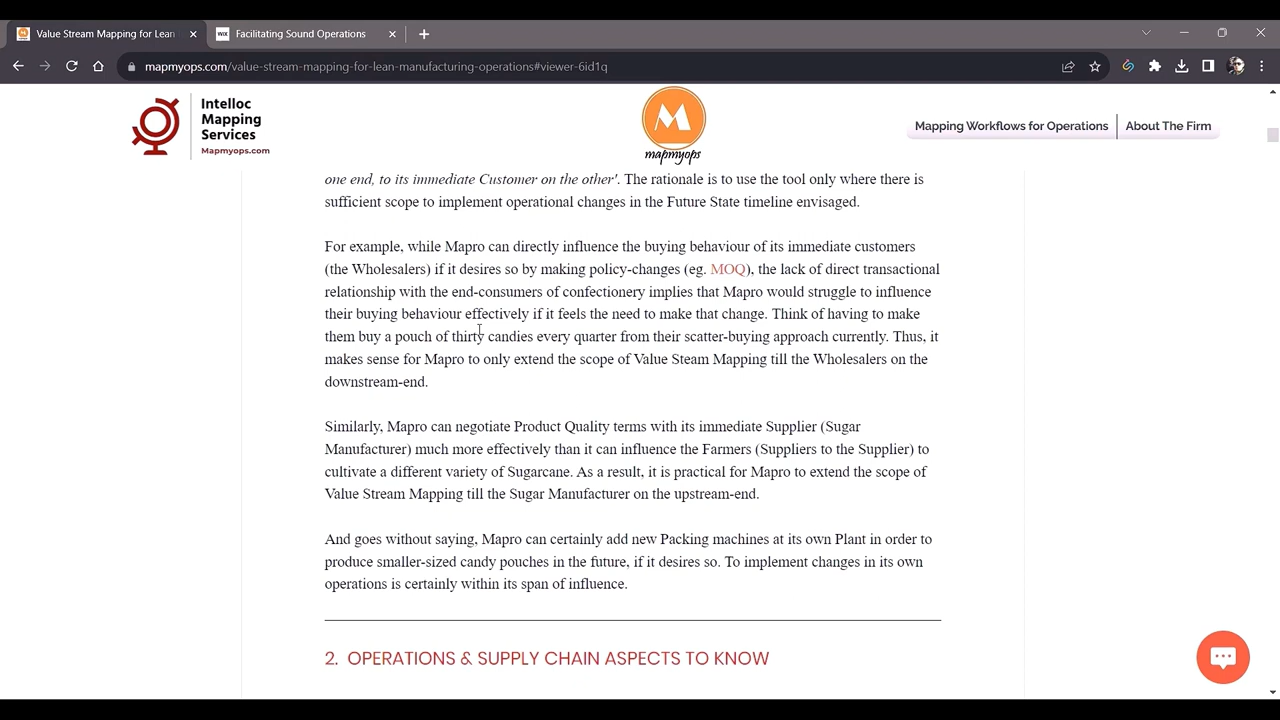 Value Stream Mapping for Lean
Facilitating Sound Operations
mapmyops.com/value-stream-mapping-for-lean-manufacturing-operations#viewer-6id1q
Intelloc
Mapping
Services
Mapmyops.com
M
mapmyops
Mapping Workflows for Operations
About The Firm
one end, to its immediate Customer on the other'. The rationale is to use the tool only where there is
sufficient scope to implement operational changes in the Future State timeline envisaged.
For example, while Mapro can directly influence the buying behaviour of its immediate customers
(the Wholesalers) if it desires so by making policy-changes (eg. MOQ), the lack of direct transactional
relationship with the end-consumers of confectionery implies that Mapro would struggle to influence
their buying behaviour effectively if it feels the need to make that change. Think of having to make
them buy a pouch of thirty candies every quarter from their scatter-buying approach currently. Thus, it
makes sense for Mapro to only extend the scope of Value Steam Mapping till the Wholesalers on the
downstream-end.
Similarly, Mapro can negotiate Product Quality terms with its immediate Supplier (Sugar
Manufacturer) much more effectively than it can influence the Farmers (Suppliers to the Supplier) to
cultivate a different variety of Sugarcane. As a result, it is practical for Mapro to extend the scope of
Value Stream Mapping till the Sugar Manufacturer on the upstream-end.
And goes without saying, Mapro can certainly add new Packing machines at its own Plant in order to
produce smaller-sized candy pouches in the future, if it desires so. To implement changes in its own
operations is certainly within its span of influence.
2. OPERATIONS & SUPPLY CHAIN ASPECTS TO KNOW